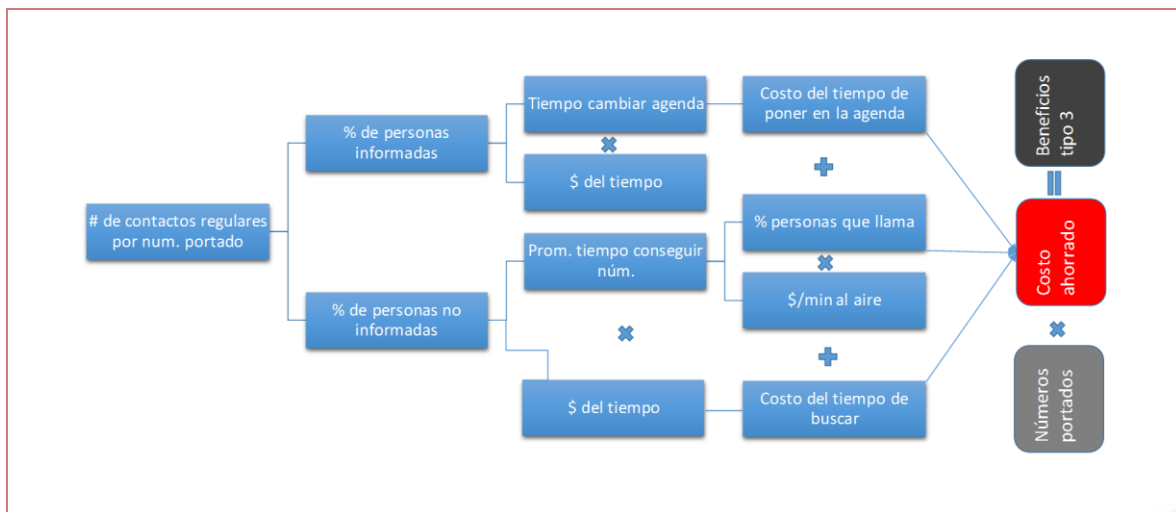 # de contactos regulares
por num. portado
% de personas
informadas
% de personas no
informadas
Tiempo cambiar agenda
$ del tiempo
Prom. tiempo conseguir
núm.
$ del tiempo
Costo del tiempo de
poner en la agenda
% personas que llama
$/min al aire
Costo del tiempo de
buscar
Beneficios
tipo 3
Costo
ahorrado
Números
portados